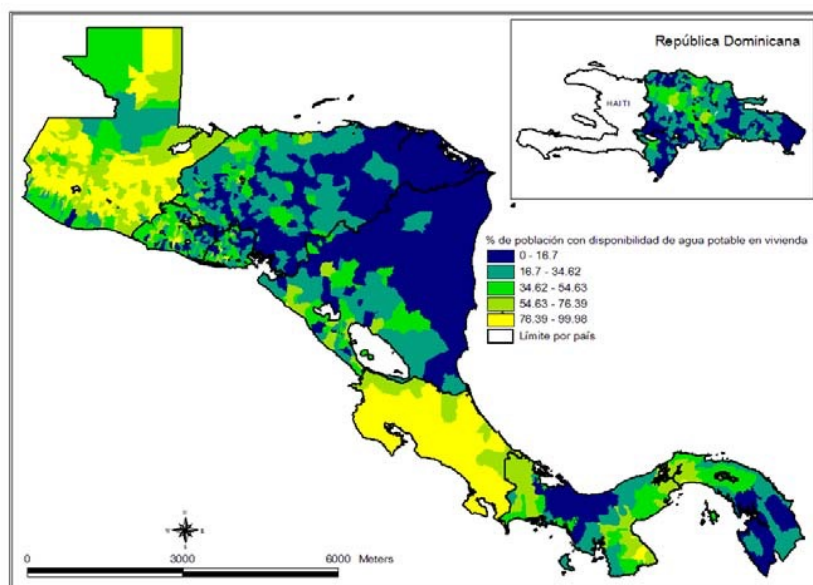 República Dominicana
HAITI
% de población con disponibilidad de agua potable en vivienda
0 - 16.7
16.7 - 34.62
34.62 - 54.63
54.63 - 76.39
76.39 - 99.98
Límite por país
0 3000 6000 Meters